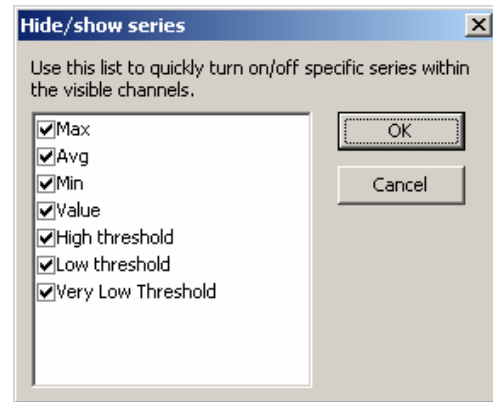 Hide/show series
Use this list to quickly turn on/off specific series within
the visible channels.
Max
Avg
Min
Value
High threshold
Low threshold
Very Low Threshold
OK
Cancel